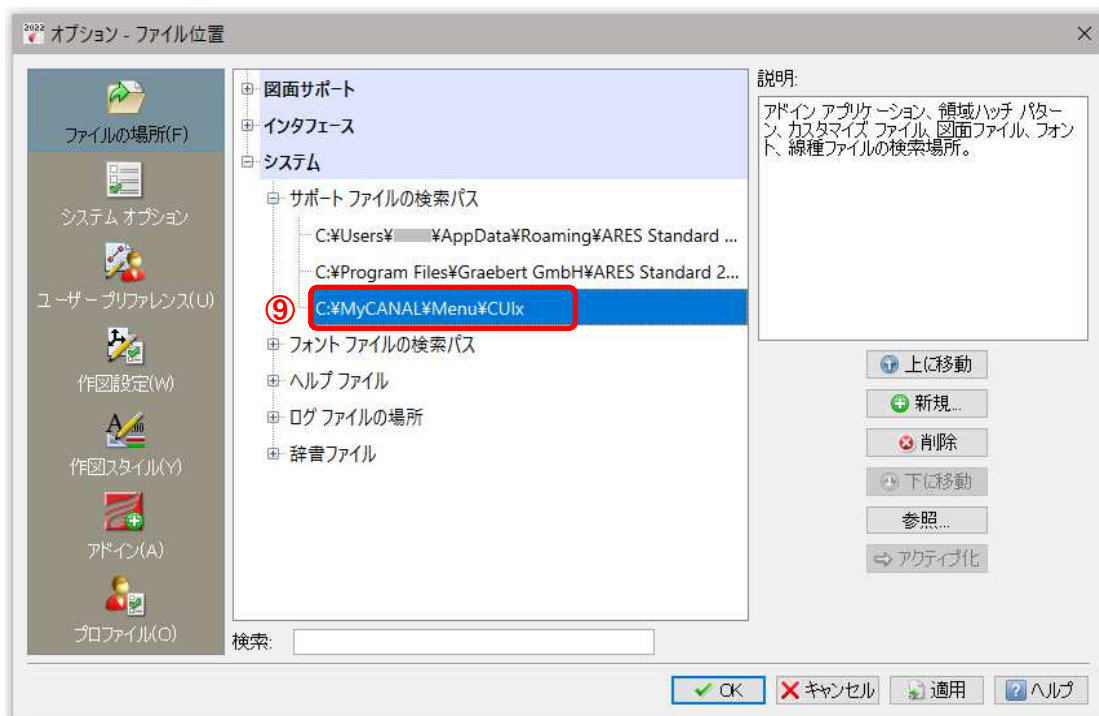 2022
オプション - ファイル位置
ファイルの場所(F)
システム オプション
ユーザー プリファレンス(U)
作図設定(W)
作図スタイル(Y)
アドイン(A)
プロファイル(O)
図面サポート
インタフェース
システム
サポート ファイルの検索パス
C:¥Users¥ ¥AppData¥Roaming¥ARES Standard ...
C:¥Program Files¥Graebert GmbH¥ARES Standard 2...
⑨ C:¥MyCANAL¥Menu¥CUIx
フォント ファイルの検索パス
ヘルプ ファイル
ログ ファイルの場所
辞書ファイル
検索:
説明:
アドイン アプリケーション、領域ハッチ パター
ン、カスタマイズ ファイル、図面ファイル、フォン
ト、線種ファイルの検索場所。
上に移動
新規...
削除
下に移動
参照...
アクティブ化
OK
キャンセル
適用
ヘルプ